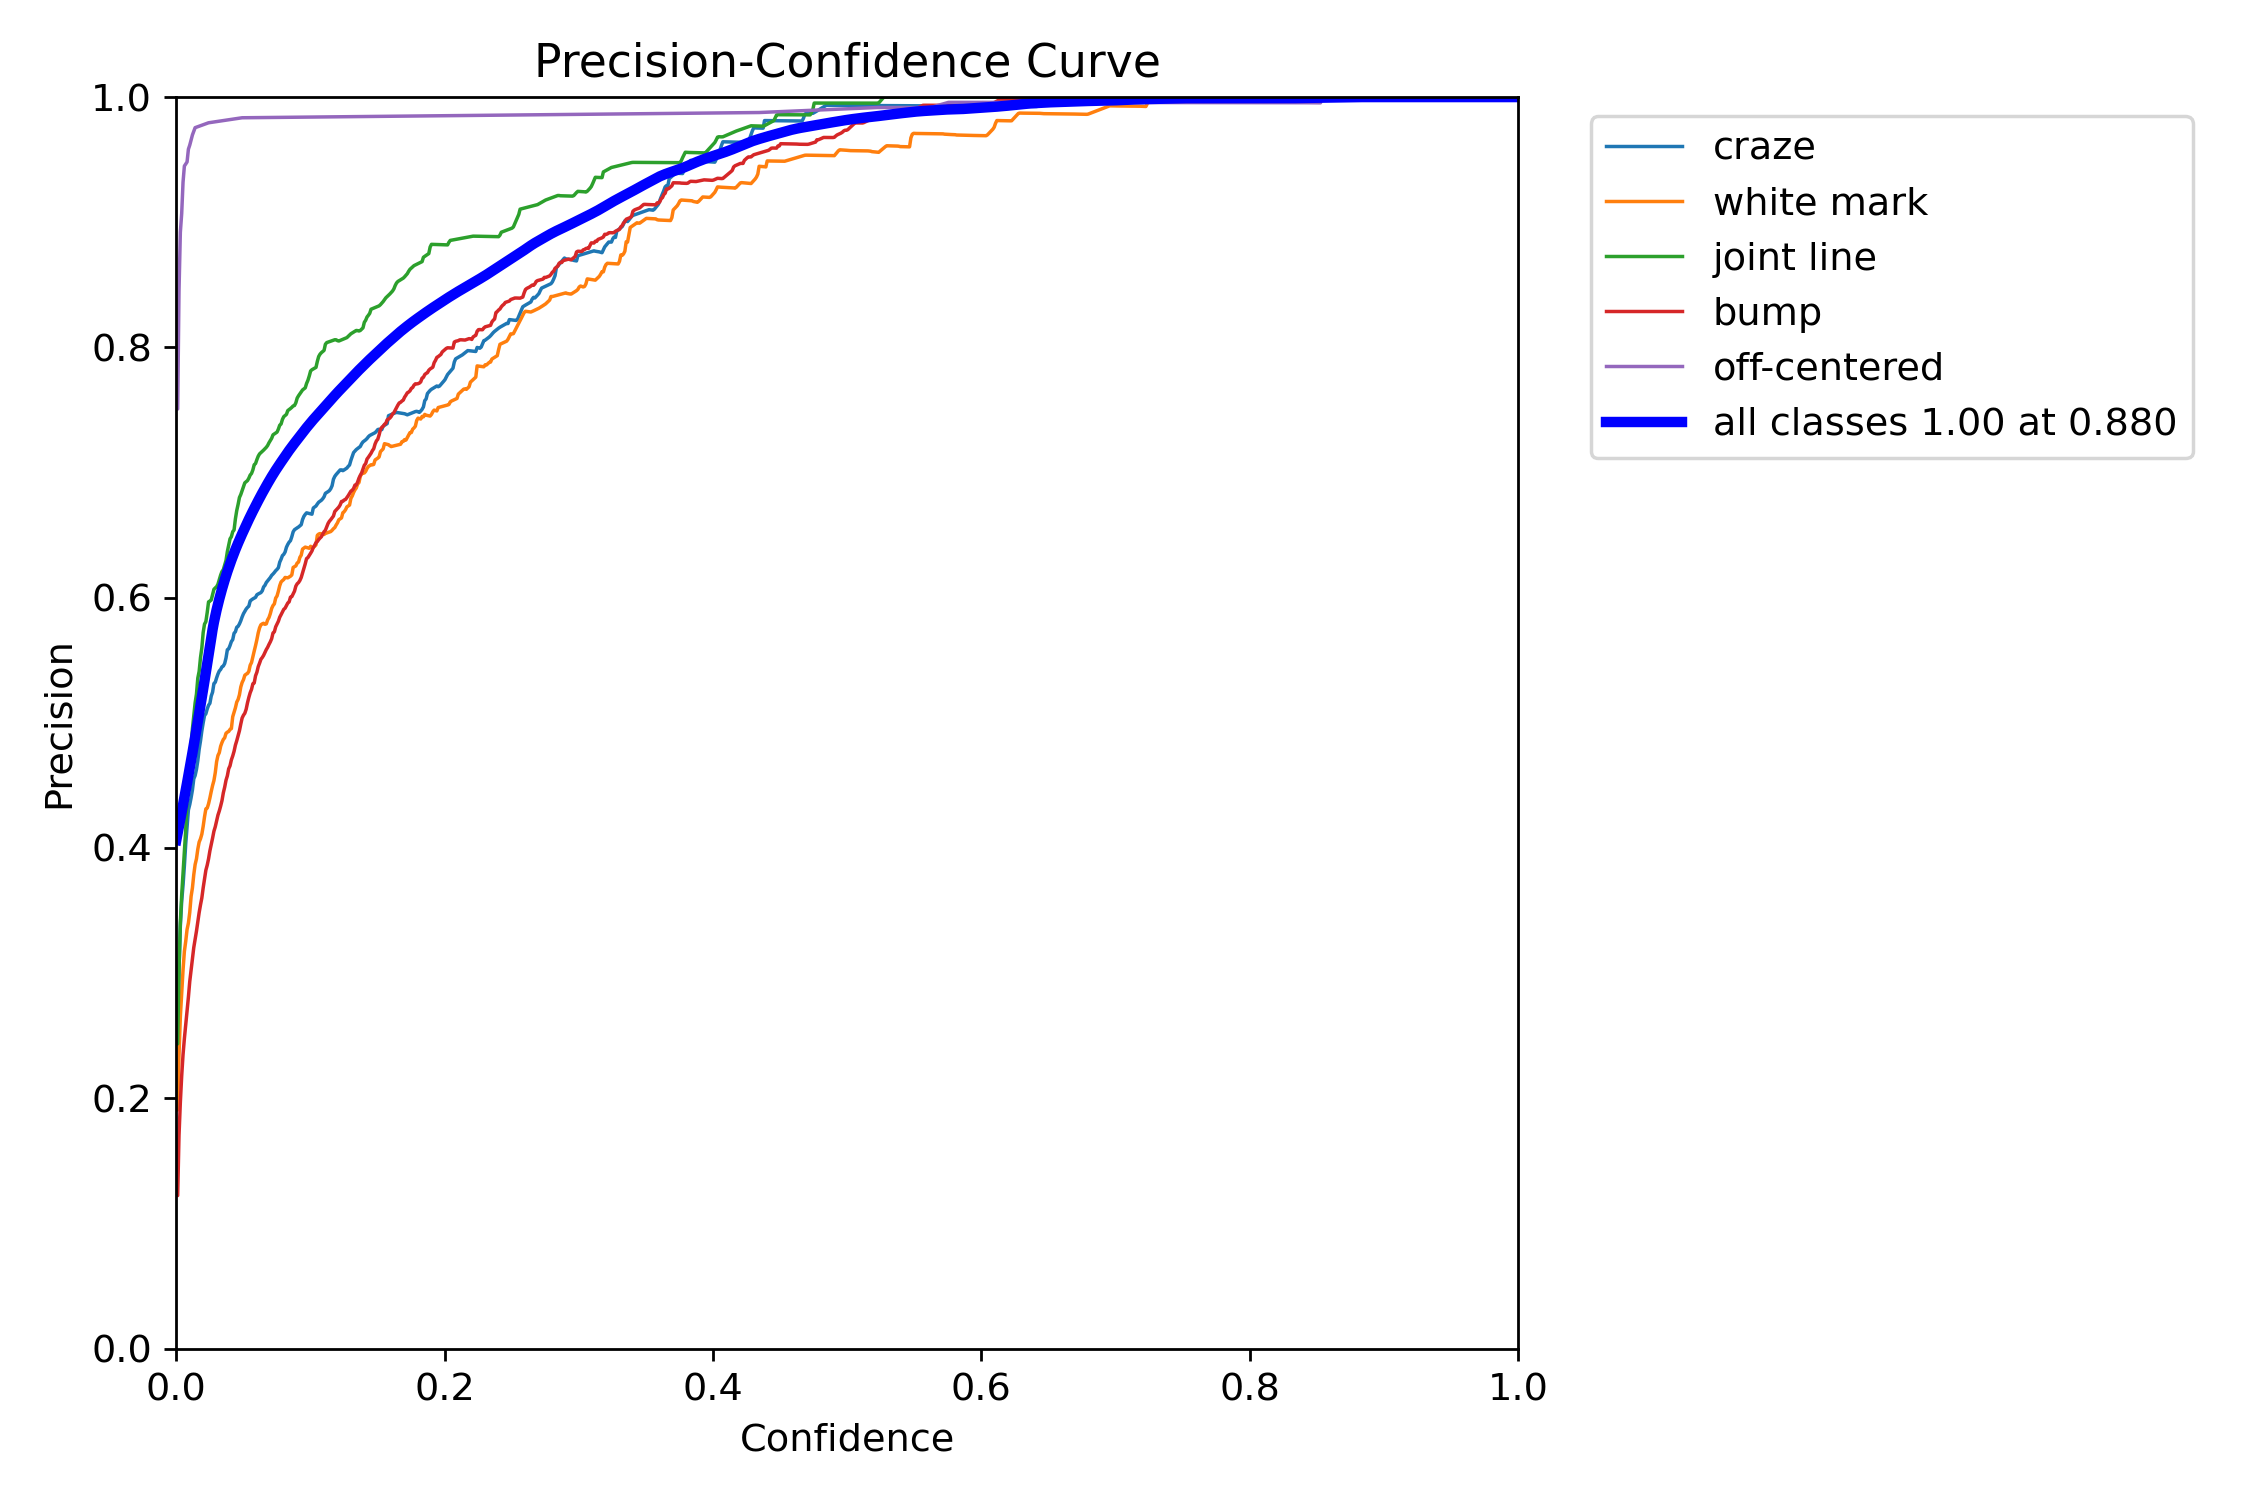 Precision-Confidence Curve
1.0
0.8
0.6
0.4
0.2
0.0
Precision
0.0 0.2 0.4 0.6 0.8 1.0
Confidence
craze
white mark
joint line
bump
off-centered
all classes 1.00 at 0.880